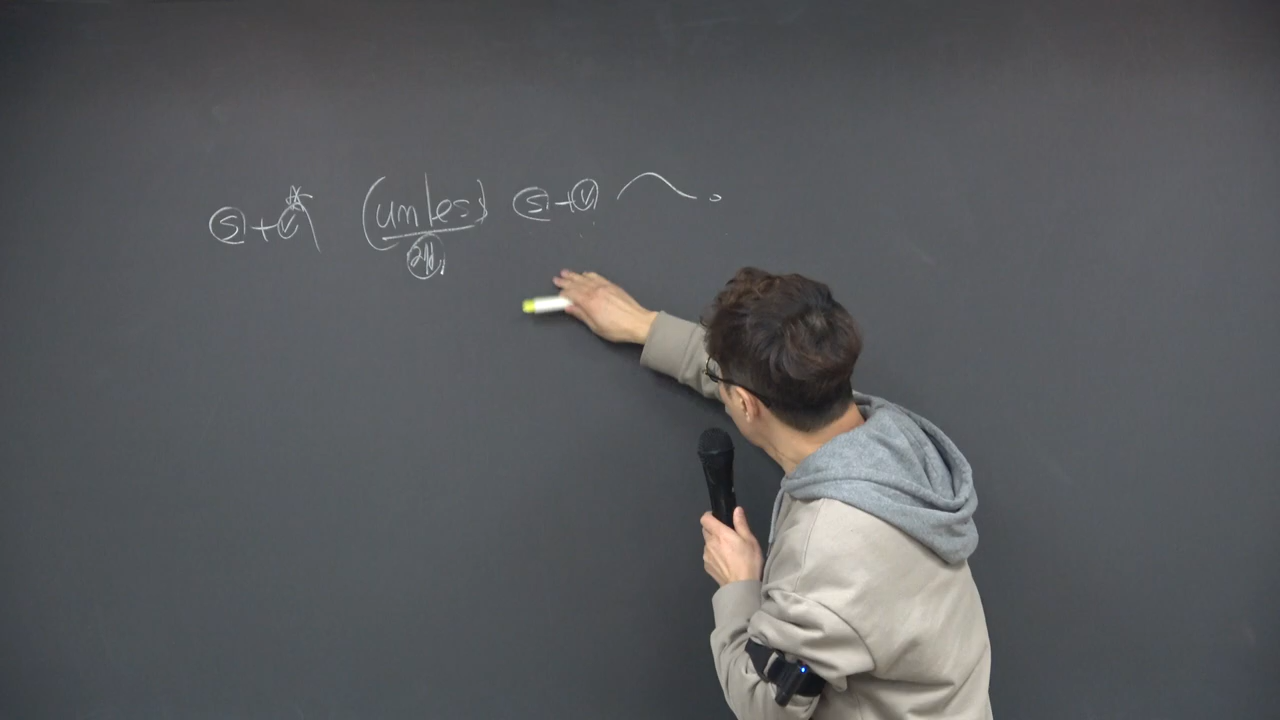 S + V (unless) S + V .
접